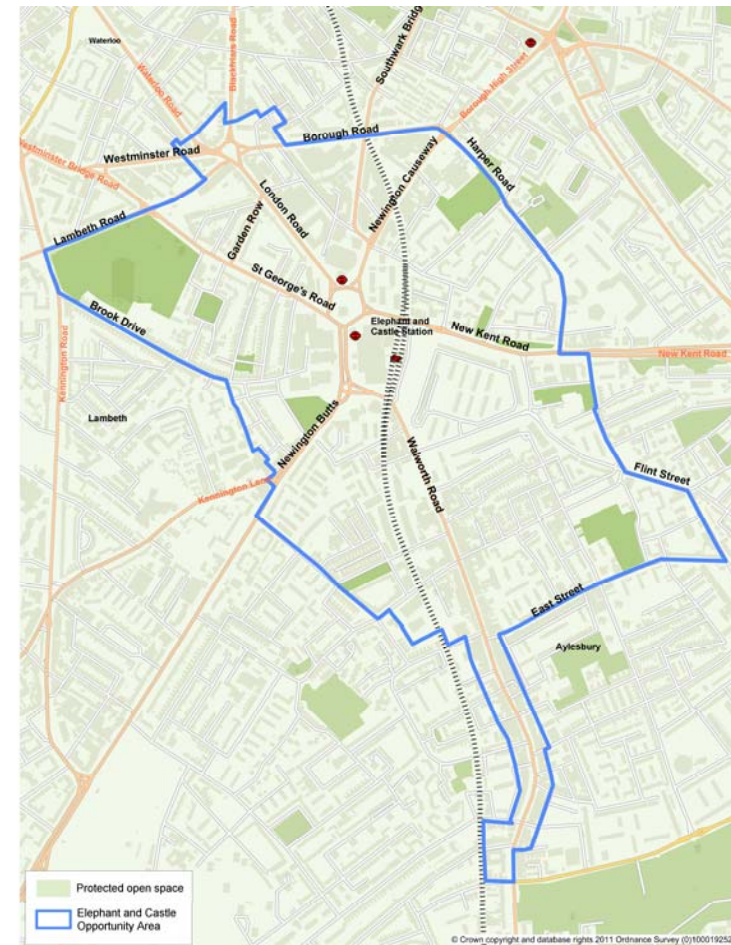 Waterloo
Waterloo Road
Blackfriars Road
Southwark Bridge
Borough High Street
Borough Road
Westminster Road
Westminster Bridge Road
Newington Causeway
Harper Road
London Road
Garden Row
Lambeth Road
St George's Road
Brook Drive
Elephant and
Castle Station
New Kent Road
New Kent Road
Kennington Road
Lambeth
Newington Butts
Walworth Road
Kennington Lane
Flint Street
East Street
Aylesbury
Protected open space
Elephant and Castle
Opportunity Area
© Crown copyright and database rights 2011 Ordnance Survey (0)100019252